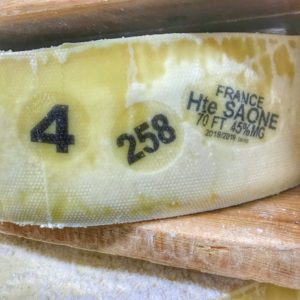 4
258
FRANCE
Hte SAONE
70 FT 45%MG